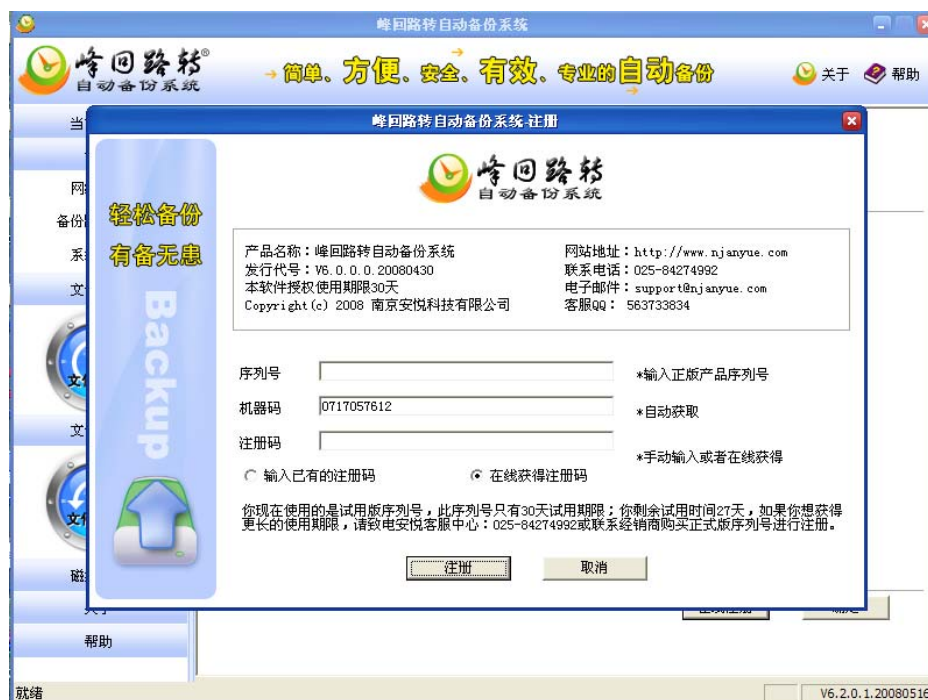 峰回路转自动备份系统
峰回路转®
自动备份系统
简单、方便、安全、有效、专业的自动备份
关于
帮助
峰回路转自动备份系统-注册
当
网
备份
系
文
文
文
文
磁
帮助
轻松备份
有备无患
Backup
峰回路转
自动备份系统
产品名称：峰回路转自动备份系统
发行代号：V6.0.0.0.20080430
本软件授权使用期限30天
Copyright(c) 2008 南京安悦科技有限公司
网站地址：http://www.njanyue.com
联系电话：025-84274992
电子邮件：support@njanyue.com
客服QQ： 563733834
序列号
*输入正版产品序列号
机器码
0717057612
*自动获取
注册码
*手动输入或者在线获得
输入已有的注册码
在线获得注册码
你现在使用的是试用版序列号，此序列号只有30天试用期限；你剩余试用时间27天，如果你想获得
更长的使用期限，请致电安悦客服中心：025-84274992或联系经销商购买正式版序列号进行注册。
注册
取消
就绪
V6.2.0.1.20080516